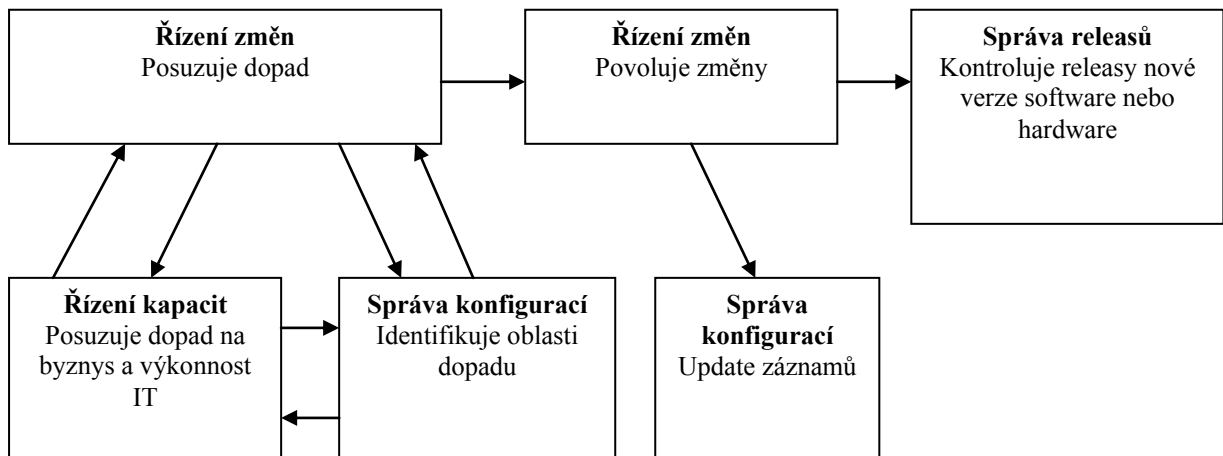 Řízení změn
Posuzuje dopad
Řízení změn
Povoluje změny
Správa releasů
Kontroluje releasy nové
verze software nebo
hardware
Řízení kapacit
Posuzuje dopad na
byznys a výkonnost
IT
Správa konfigurací
Identifikuje oblasti
dopadu
Správa
konfigurací
Update záznamů